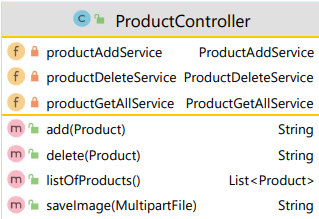 C ProductController
f productAddService ProductAddService
f productDeleteService ProductDeleteService
f productGetAllService ProductGetAllService
m add(Product) String
m delete(Product) String
m listOfProducts() List<Product>
m saveImage(MultipartFile) String